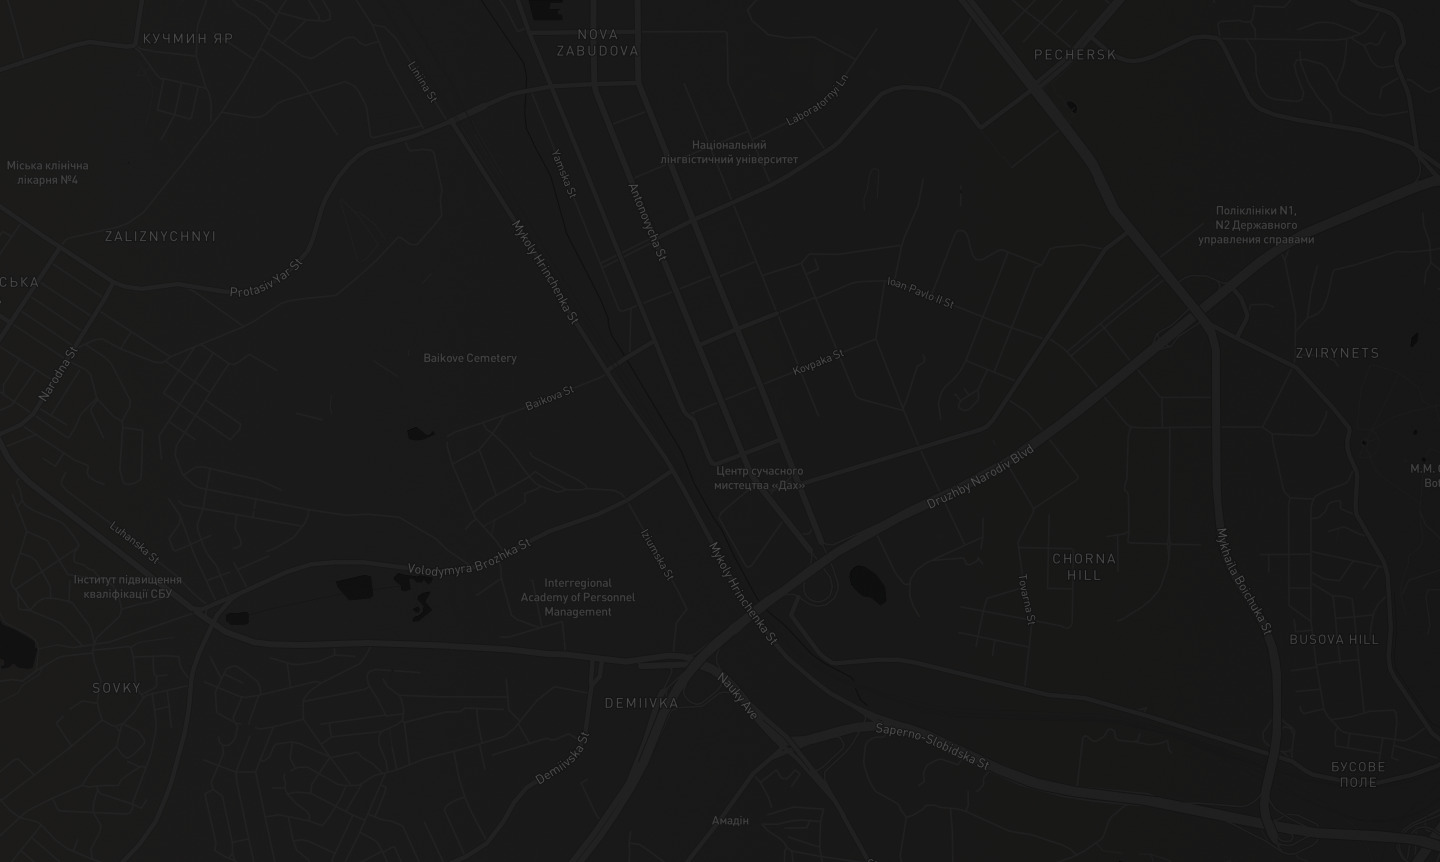 КУЧМИН ЯР
NOVA
ZABUDOVA
PECHERSK
Liniina St
Laboratornyi Ln
Національний
лінгвістичний університет
Міська клінічна
лікарня №4
Yamska St
Antonovycha St
Поліклініки N1,
N2 Державного
управління справами
ZALIZNYCHNYI
Mykoly Hrinchenka St
СЬКА
Protasiv Yar St
Ioan Pavlo II St
Narodna St
Baikove Cemetery
Kovpaka St
ZVIRYNETS
Baikova St
Центр сучасного
мистецтва «Дах»
M.M.
Bot
Druzhby Narodiv Blvd
Luhanska St
Volodymyra Brozhka St
Iziumska St
Mykoly Hrinchenka St
CHORNA
HILL
Mykhaila Boichuka St
Інститут підвищення
кваліфікації СБУ
Interregional
Academy of Personnel
Management
Tovarna St
BUSOVA HILL
SOVKY
DEMIIVKA
Nauky Ave
Saperno-Slobidska St
Demiivska St
БУСОВЕ
ПОЛЕ
Амадін